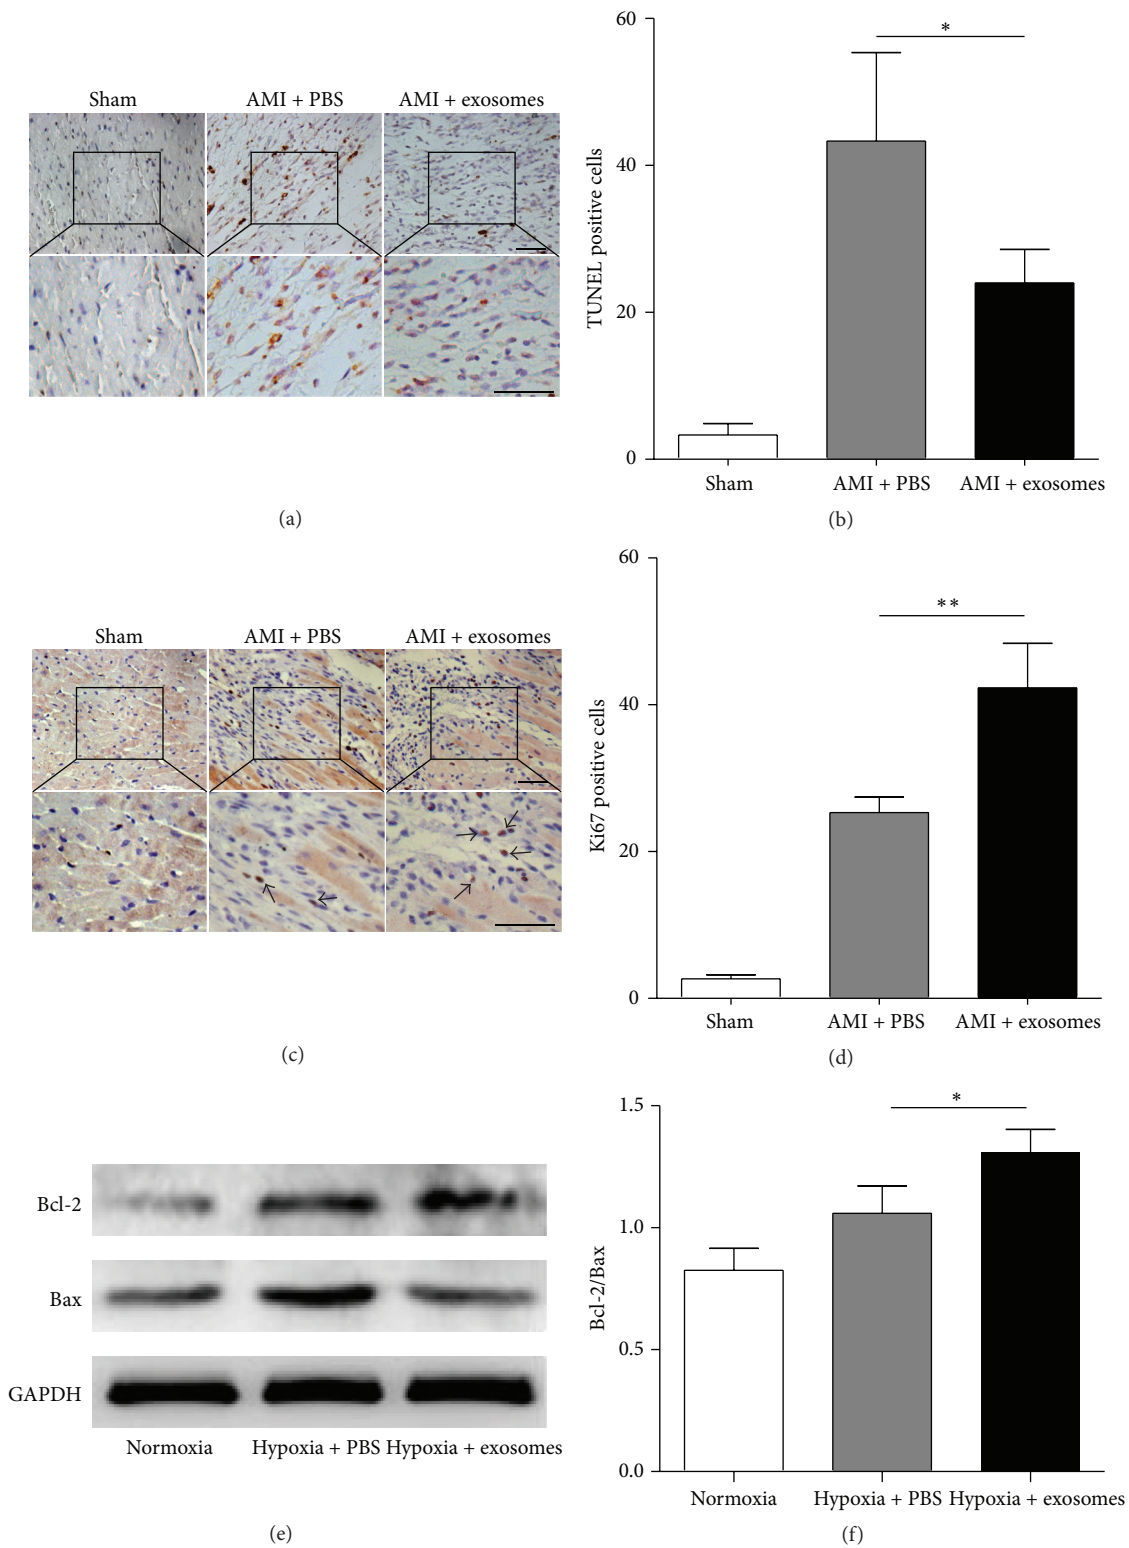 Sham AMI + PBS AMI + exosomes
(a)
60
40
20
0
TUNEL positive cells
*
Sham AMI + PBS AMI + exosomes
(b)
Sham AMI + PBS AMI + exosomes
(c)
60
40
20
0
Ki67 positive cells
**
Sham AMI + PBS AMI + exosomes
(d)
Bcl-2
Bax
GAPDH
Normoxia Hypoxia + PBS Hypoxia + exosomes
(e)
1.5
1.0
0.5
0.0
Bcl-2/Bax
*
Normoxia Hypoxia + PBS Hypoxia + exosomes
(f)